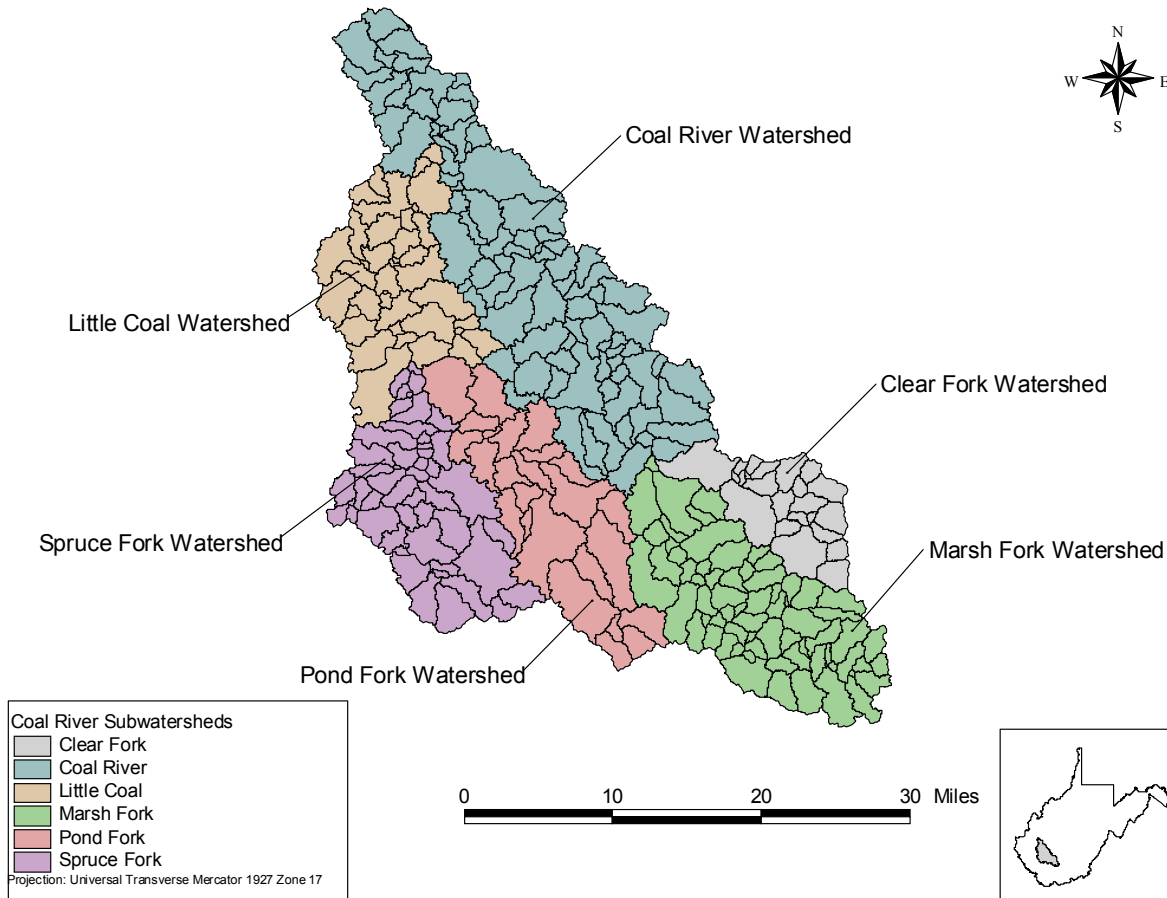 N
W
E
S
Coal River Watershed
Little Coal Watershed
Clear Fork Watershed
Spruce Fork Watershed
Marsh Fork Watershed
Pond Fork Watershed
Coal River Subwatersheds
Clear Fork
Coal River
Little Coal
Marsh Fork
Pond Fork
Spruce Fork
Projection: Universal Transverse Mercator 1927 Zone 17
0 10 20 30 Miles